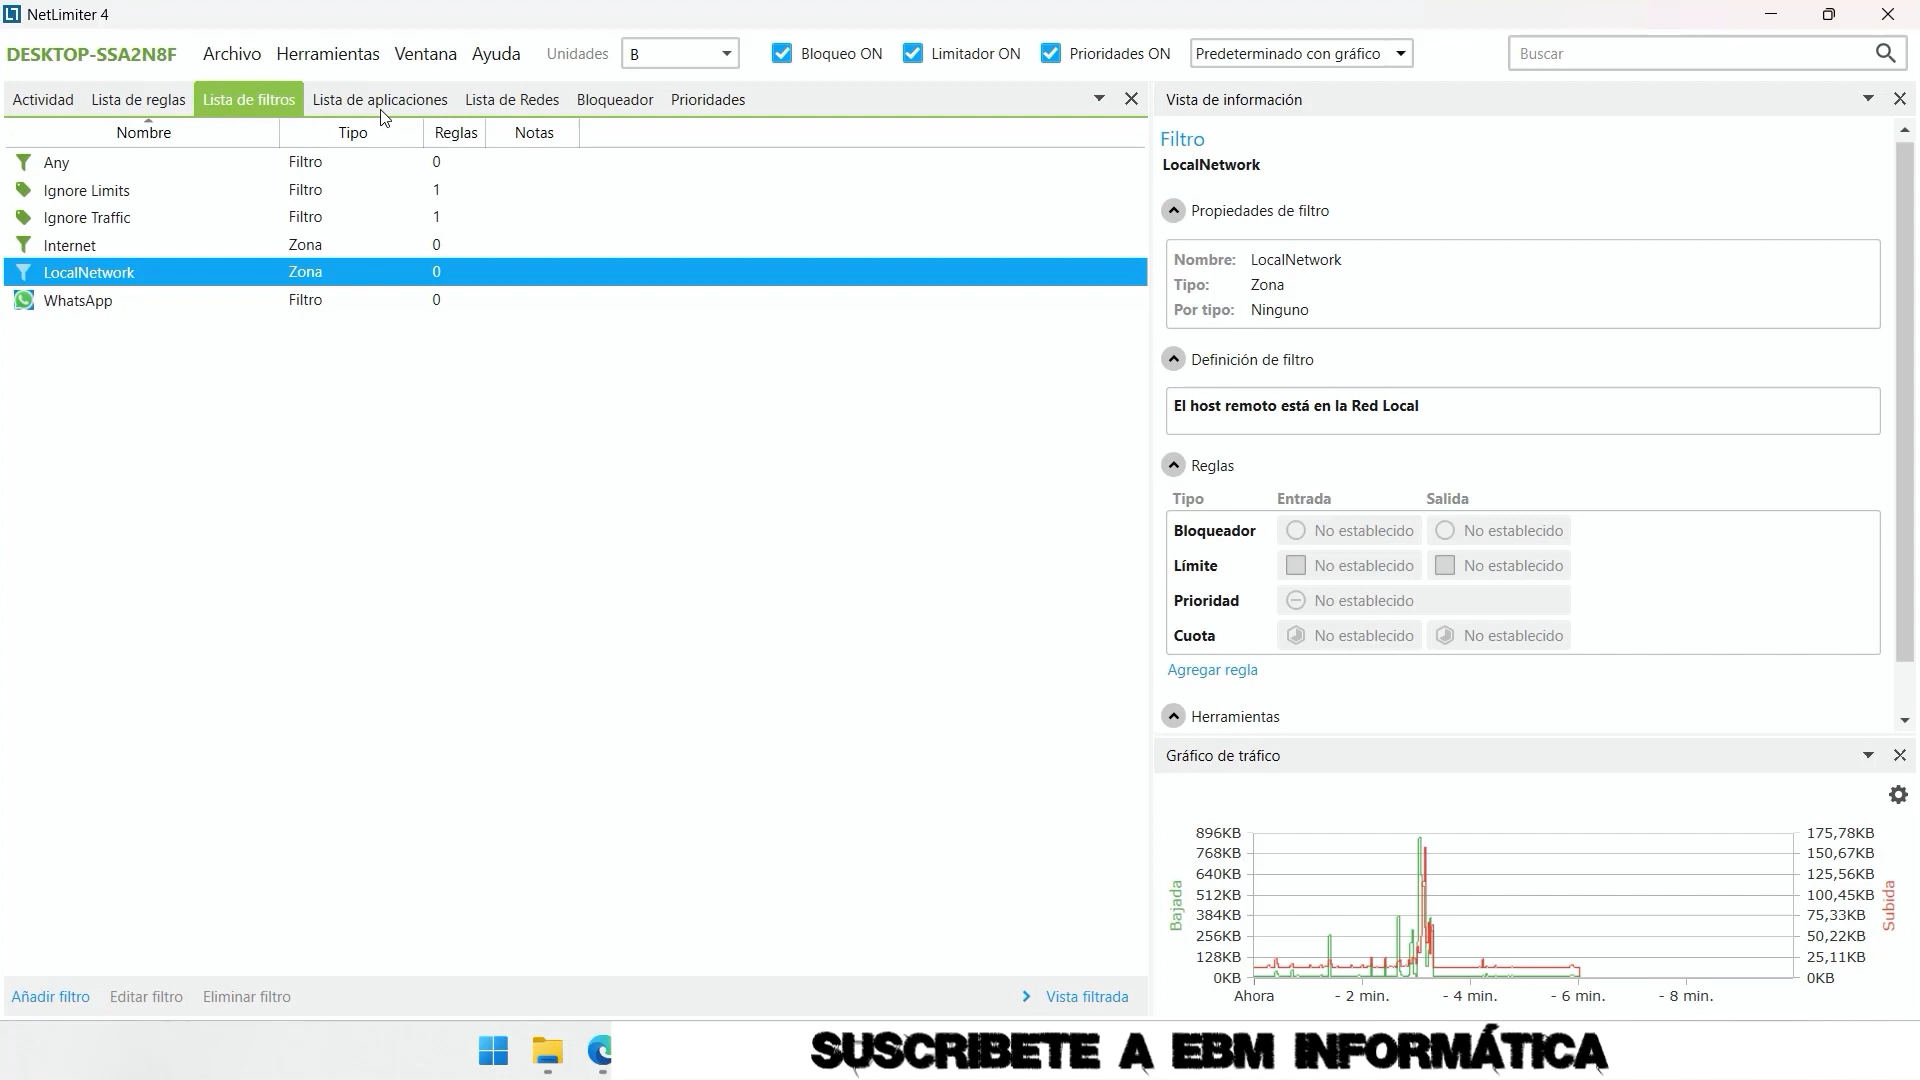 NetLimiter 4
DESKTOP-SSA2N8F Archivo Herramientas Ventana Ayuda Unidades B Bloqueo ON Limitador ON Prioridades ON Predeterminado con gráfico Buscar
Actividad Lista de reglas Lista de filtros Lista de aplicaciones Lista de Redes Bloqueador Prioridades
Nombre Tipo Reglas Notas
Any Filtro 0
Ignore Limits Filtro 1
Ignore Traffic Filtro 1
Internet Zona 0
LocalNetwork Zona 0
WhatsApp Filtro 0
Añadir filtro Editar filtro Eliminar filtro Vista filtrada
Vista de información
Filtro
LocalNetwork
Propiedades de filtro
Nombre: LocalNetwork
Tipo: Zona
Por tipo: Ninguno
Definición de filtro
El host remoto está en la Red Local
Reglas
Tipo Entrada Salida
Bloqueador No establecido No establecido
Límite No establecido No establecido
Prioridad No establecido
Cuota No establecido No establecido
Agregar regla
Herramientas
Gráfico de tráfico
896KB 175,78KB
768KB 150,67KB
640KB 125,56KB
512KB 100,45KB
384KB 75,33KB
256KB 50,22KB
128KB 25,11KB
0KB 0KB
Bajada
Subida
Ahora - 2 min. - 4 min. - 6 min. - 8 min.
SUSCRIBETE A EBM INFORMÁTICA